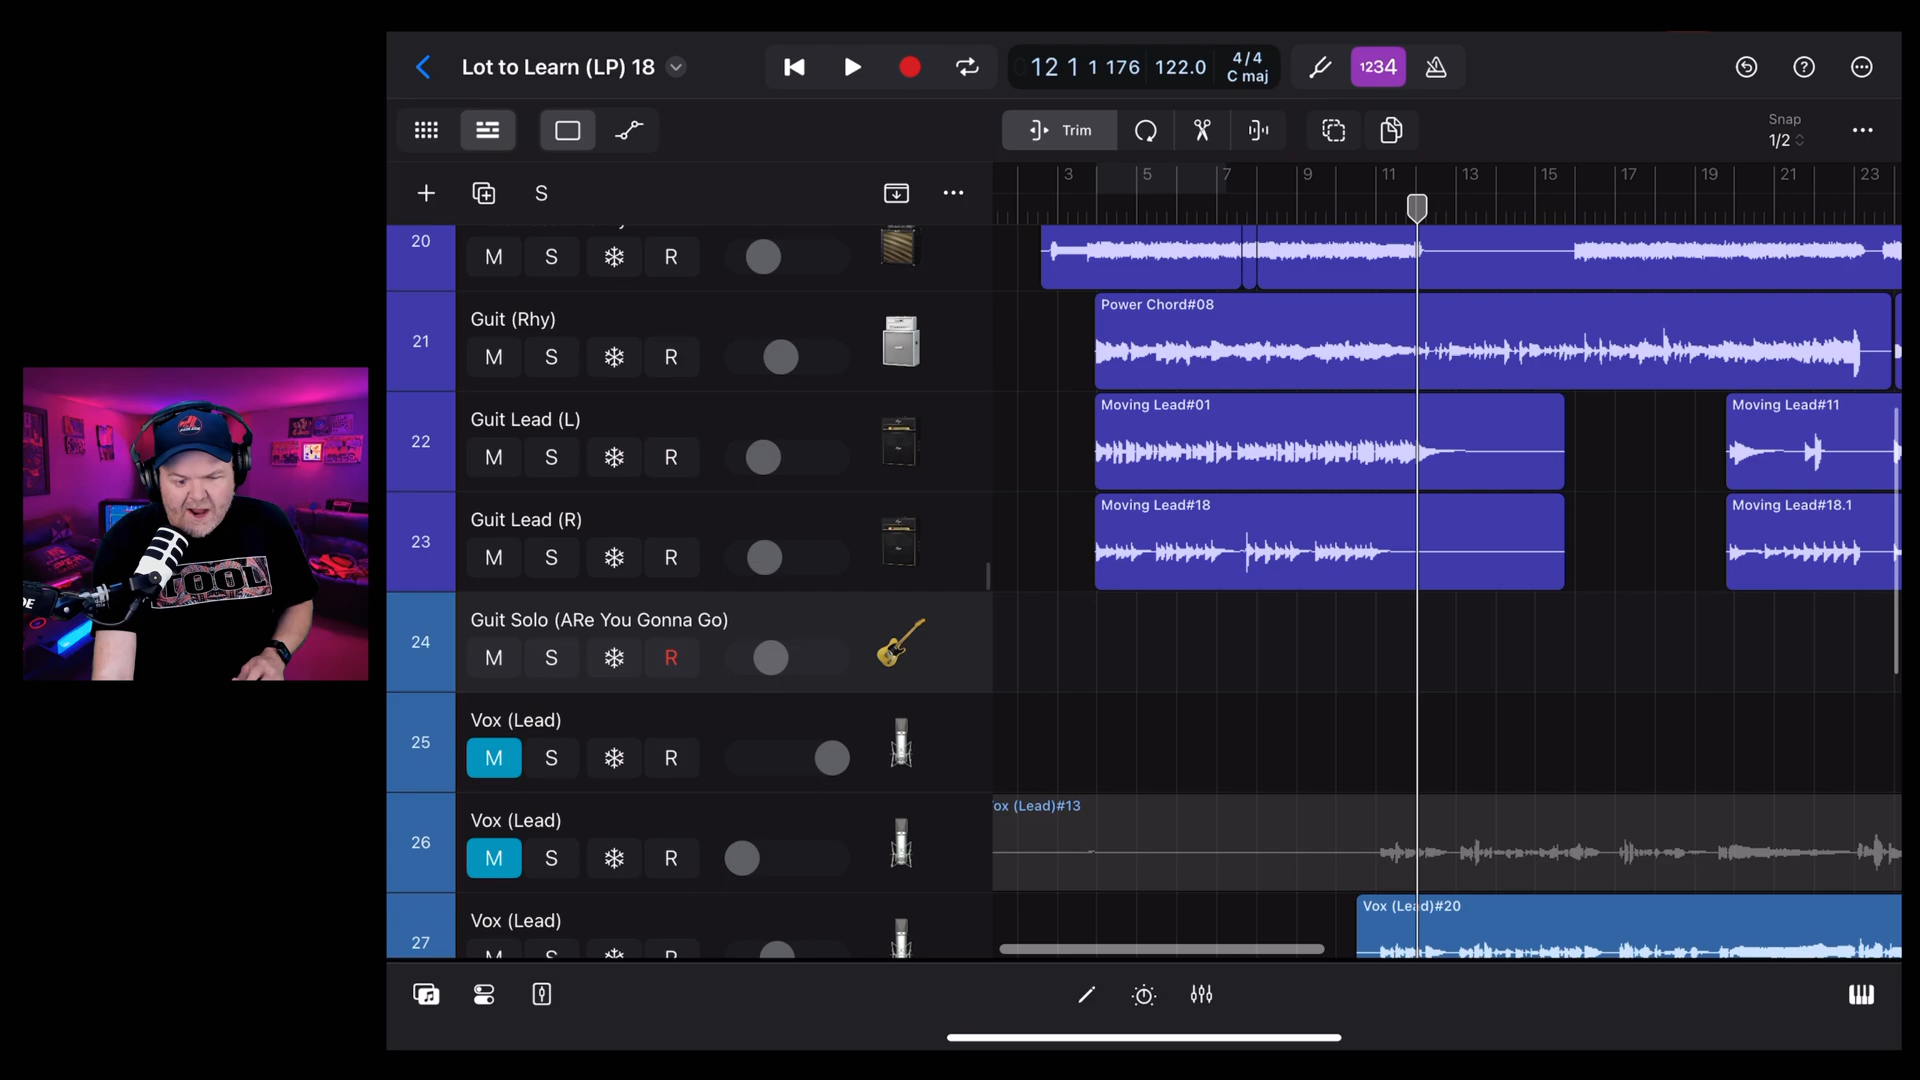 Lot to Learn (LP) 18
12 1 1 176 122.0 4/4
C maj
1234
Trim
Snap
1/2
S
3 5 7 9 11 13 15 17 19 21 23
20
M S R
21
Guit (Rhy)
M S R
Power Chord#08
22
Guit Lead (L)
M S R
Moving Lead#01
Moving Lead#11
23
Guit Lead (R)
M S R
Moving Lead#18
Moving Lead#18.1
24
Guit Solo (ARe You Gonna Go)
M S R
25
Vox (Lead)
M S R
26
Vox (Lead)
M S R
ox (Lead)#13
27
Vox (Lead)
M S R
Vox (Lead)#20
TOOL
DE